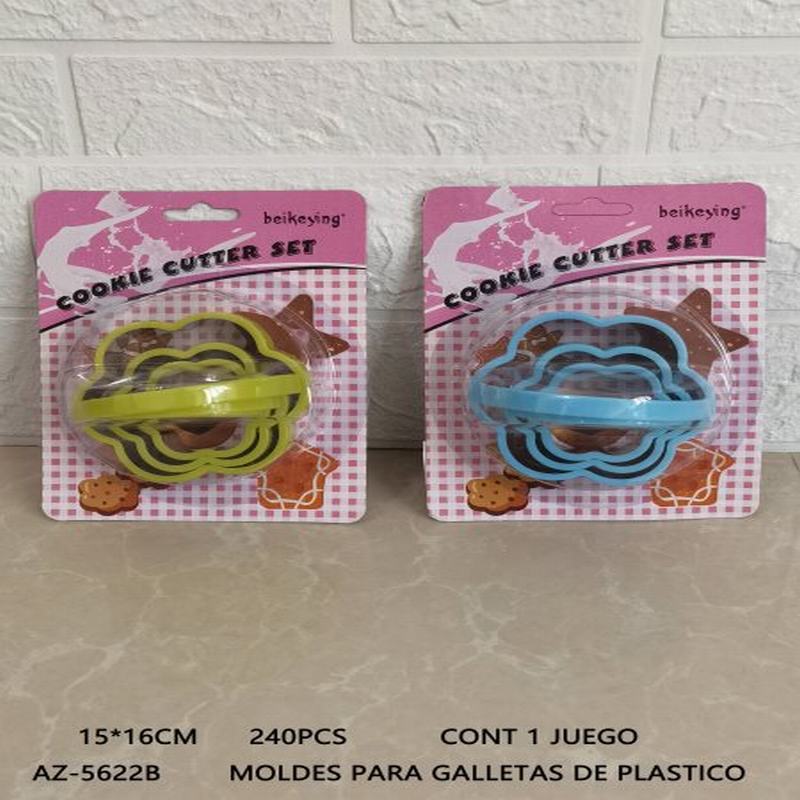 beikeying
COOKIE CUTTER SET
beikeying
COOKIE CUTTER SET
15*16CM 240PCS CONT 1 JUEGO
AZ-5622B MOLDES PARA GALLETAS DE PLASTICO